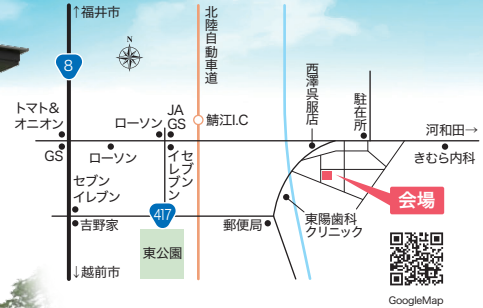 ↑福井市
北陸自動車道
N
8
トマト&
オニオン
ローソン
JA
GS
鯖江I.C
西澤呉服店
駐在所
河和田→
GS
ローソン
セブン
イレブン
きむら内科
セブン
イレブン
会場
吉野家
417
郵便局
東陽歯科
クリニック
東公園
↓越前市
GoogleMap